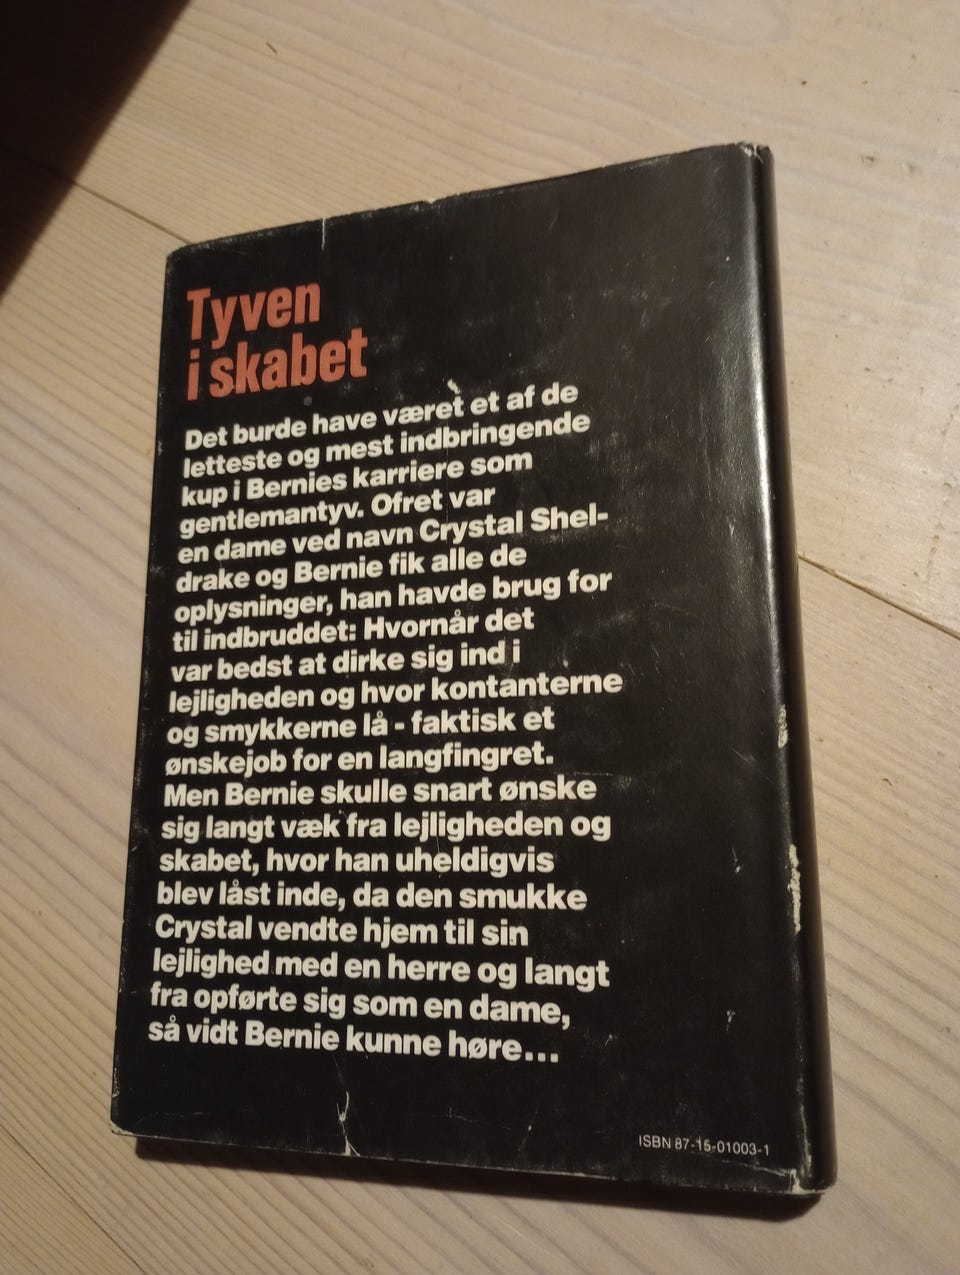 Tyven
i skabet
Det burde have været et af de
letteste og mest indbringende
kup i Bernies karriere som
gentlemantyv. Ofret var
en dame ved navn Crystal Shel-
drake og Bernie fik alle de
oplysninger, han havde brug for
til indbruddet: Hvornår det
var bedst at dirke sig ind i
lejligheden og hvor kontanterne
og smykkerne lå - faktisk et
ønskejob for en langfingret.
Men Bernie skulle snart ønske
sig langt væk fra lejligheden og
skabet, hvor han uheldigvis
blev låst inde, da den smukke
Crystal vendte hjem til sin
lejlighed med en herre og langt
fra opførte sig som en dame,
så vidt Bernie kunne høre...
ISBN 87-15-01003-1